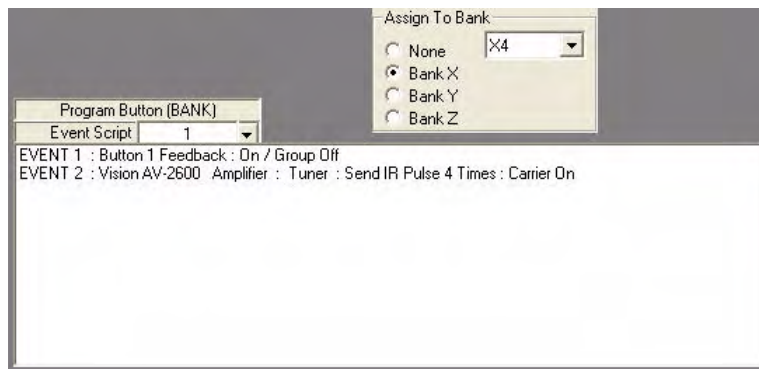 Assign To Bank
None
X4
Bank X
Bank Y
Bank Z
Program Button (BANK)
Event Script 1
EVENT 1 : Button 1 Feedback : On / Group Off
EVENT 2 : Vision AV-2600 Amplifier : Tuner : Send IR Pulse 4 Times : Carrier On